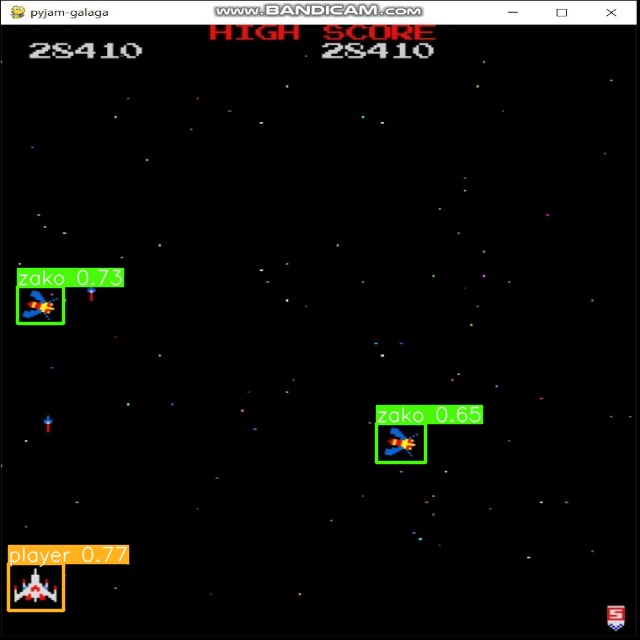 pyjam-galaga
www.BANDICAM.com
HIGH SCORE
28410 28410
zako 0.73
zako 0.65
player 0.77
5